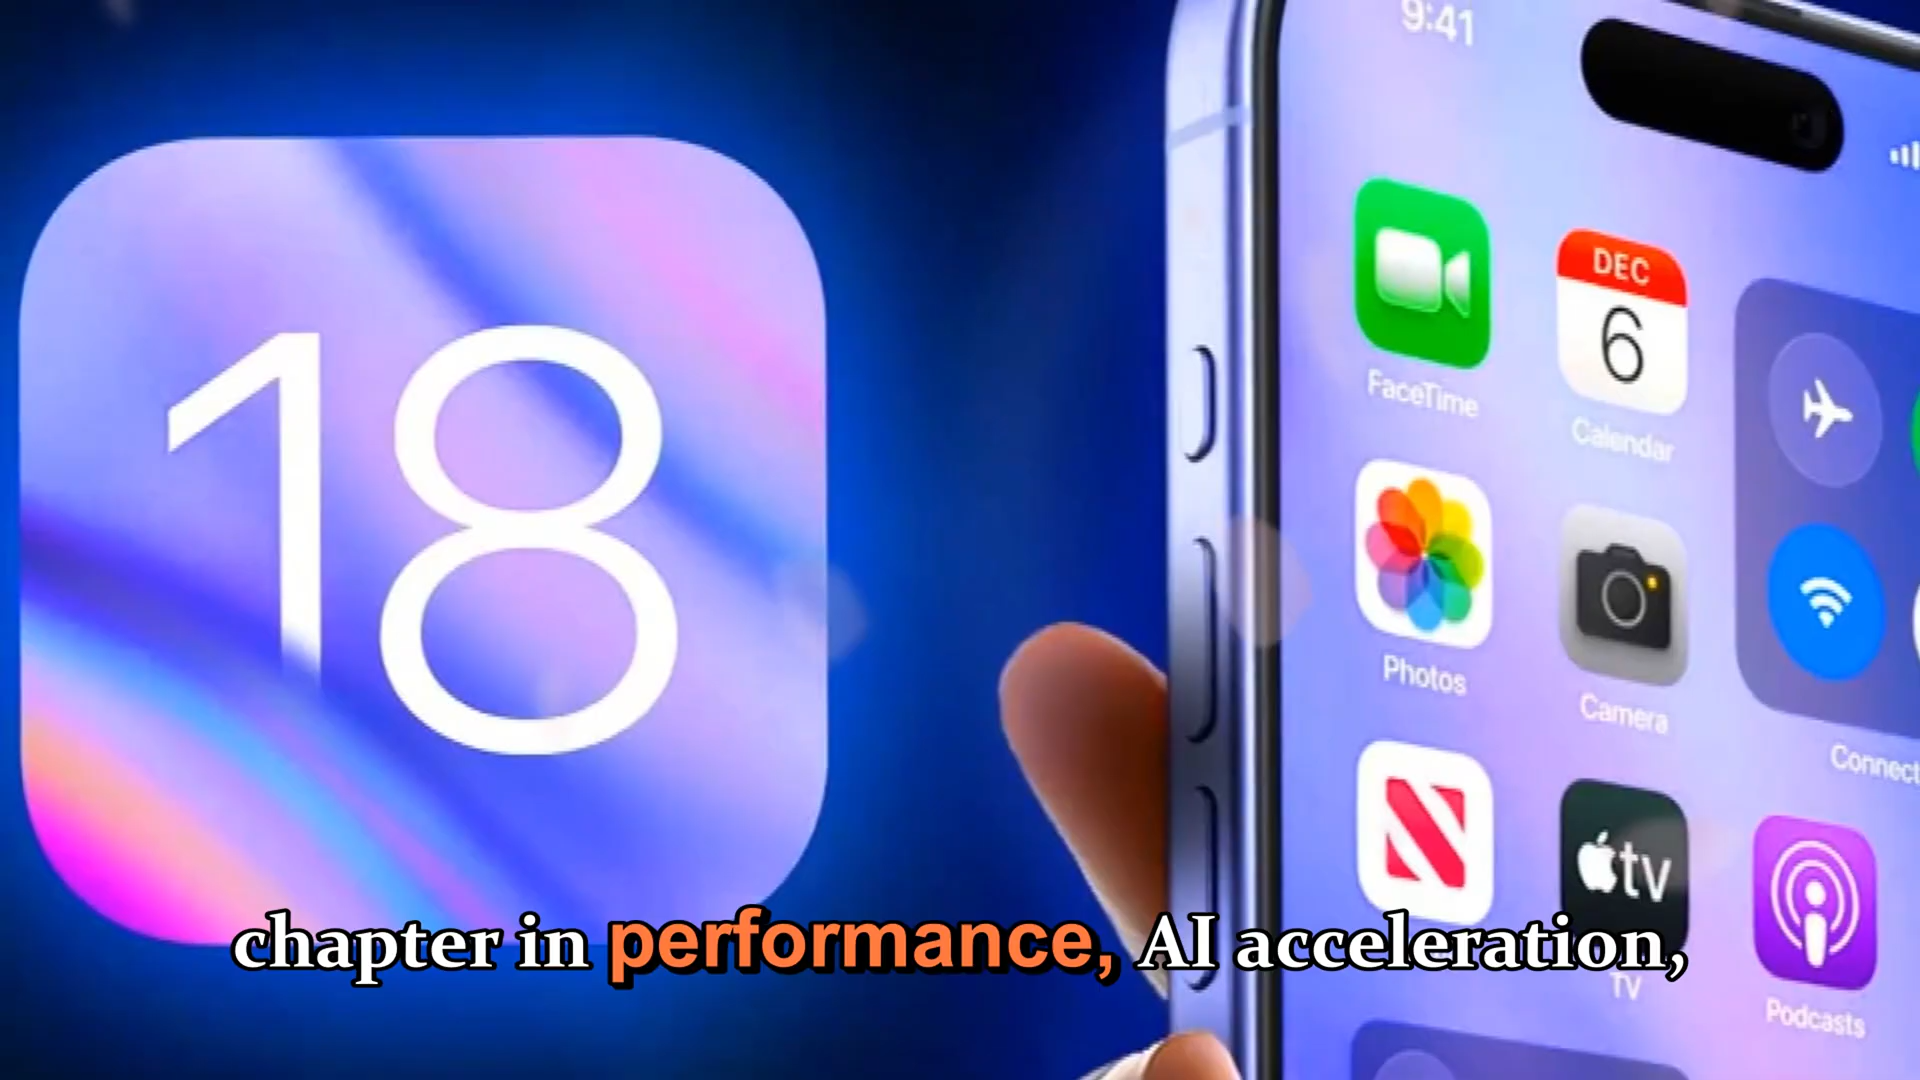 9:41
18
FaceTime
DEC
6
Calendar
Photos
Camera
Connect
tv
TV
Podcasts
chapter in performance, AI acceleration,